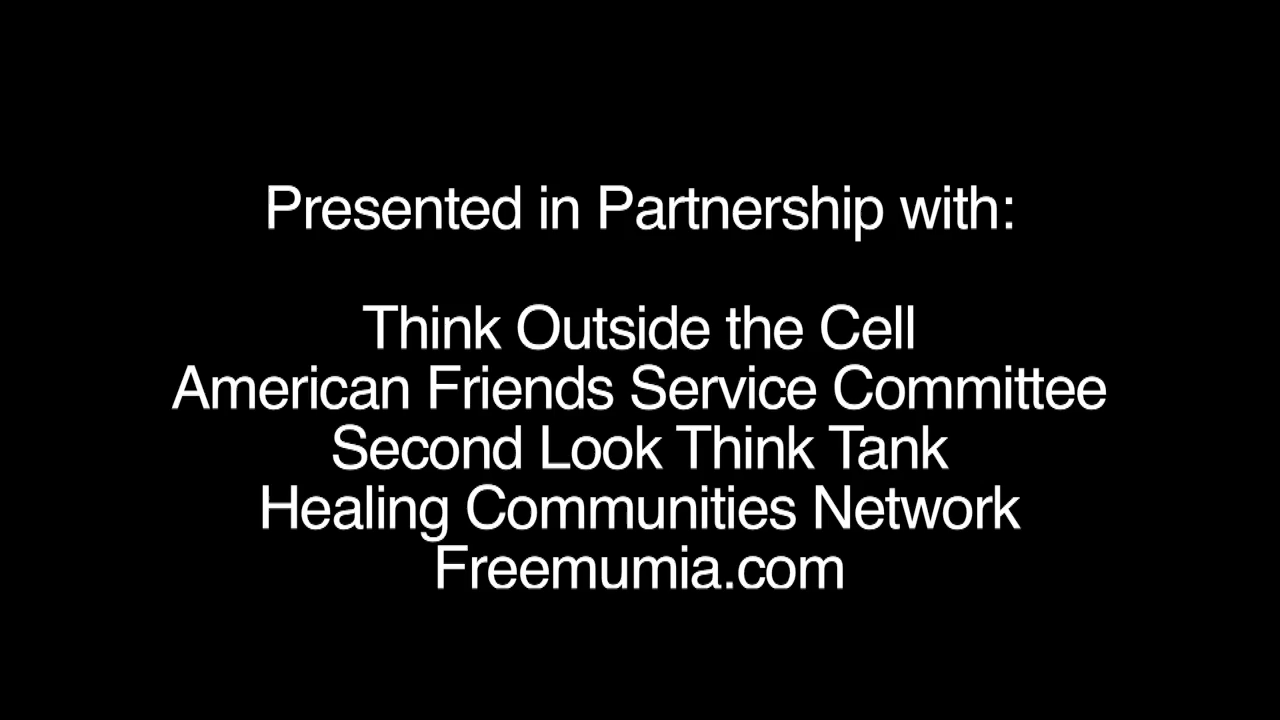 Presented in Partnership with:
Think Outside the Cell
American Friends Service Committee
Second Look Think Tank
Healing Communities Network
Freemumia.com